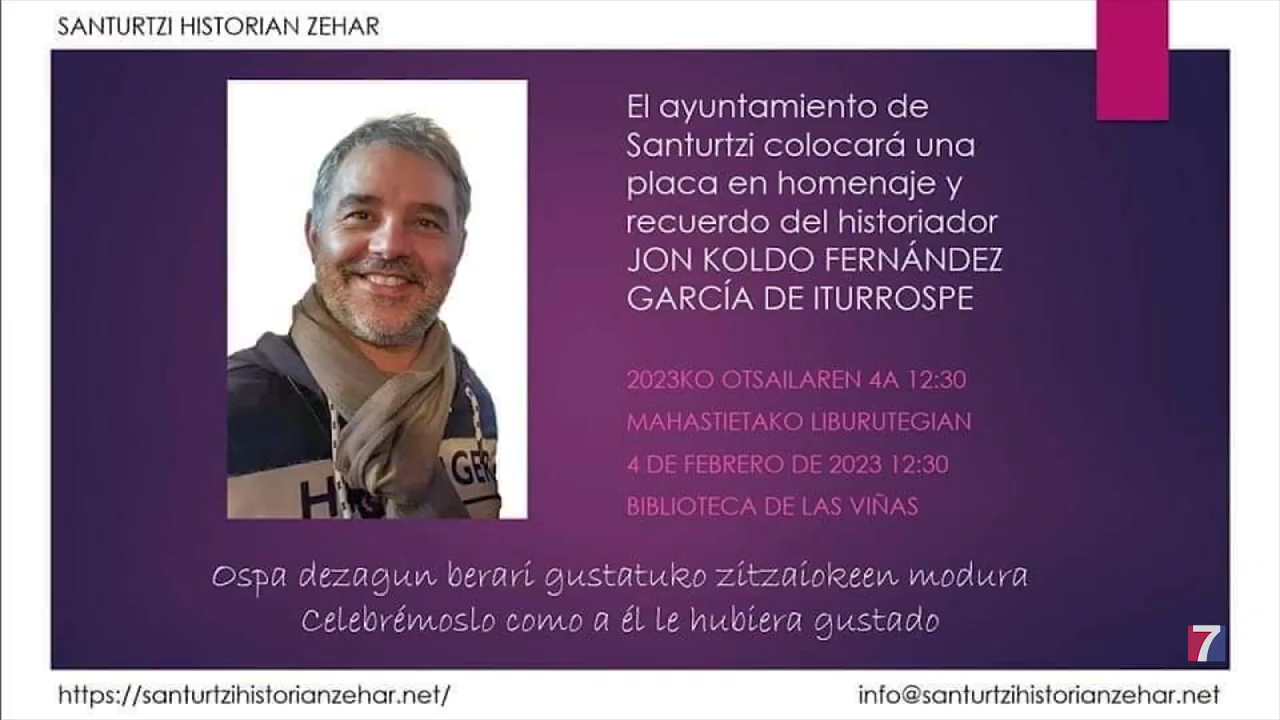 SANTURTZI HISTORIAN ZEHAR
El ayuntamiento de
Santurtzi colocará una
placa en homenaje y
recuerdo del historiador
JON KOLDO FERNÁNDEZ
GARCÍA DE ITURROSPE
2023KO OTSAILAREN 4A 12:30
MAHASTIETAKO LIBURUTEGIAN
4 DE FEBRERO DE 2023 12:30
BIBLIOTECA DE LAS VIÑAS
Ospa dezagun berari gustatuko zitzaiokeen modura
Celebrémoslo como a él le hubiera gustado
7
https://santurtzihistorianzehar.net/
info@santurtzihistorianzehar.net